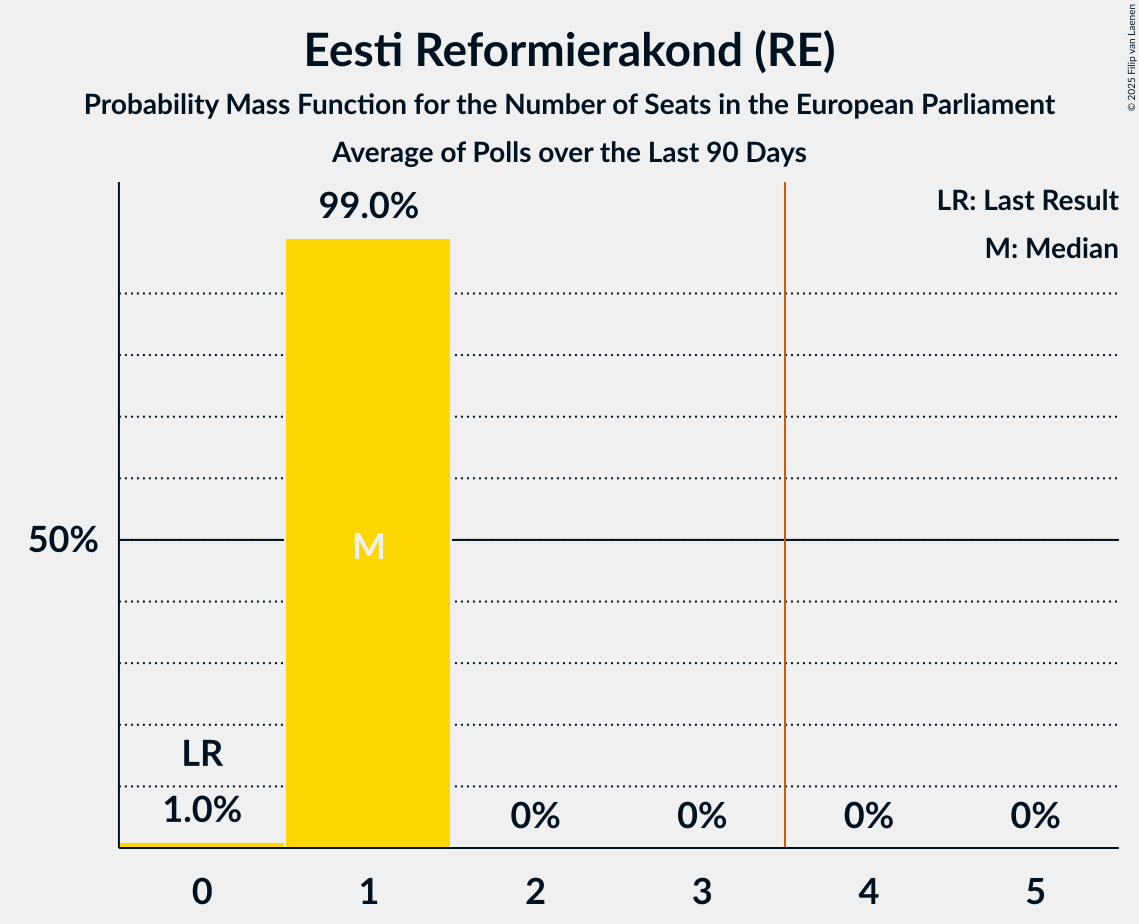 Eesti Reformierakond (RE)
Probability Mass Function for the Number of Seats in the European Parliament
Average of Polls over the Last 90 Days
© 2025 Filip van Laenen
LR: Last Result
M: Median
99.0%
50%
M
LR
1.0%
0%
0%
0%
0%
0
1
2
3
4
5